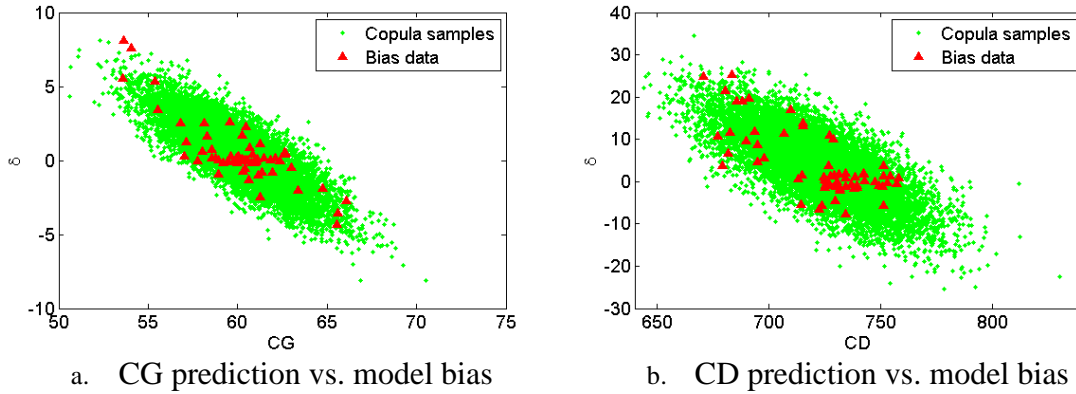 10
5
0
-5
-10
50
55
60
65
70
75
δ
CG
Copula samples
Bias data
40
30
20
10
0
-10
-20
-30
650
700
750
800
δ
CD
Copula samples
Bias data
a. CG prediction vs. model bias
b. CD prediction vs. model bias